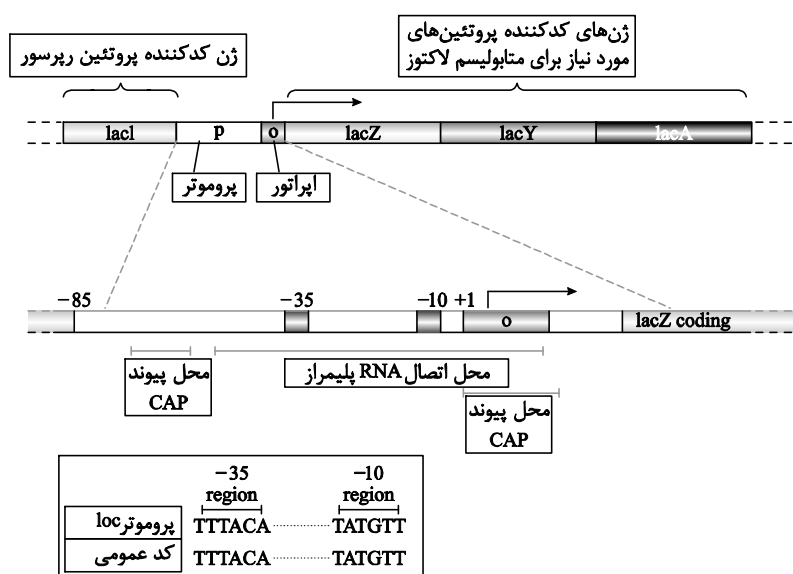 ژن‌های کدکننده پروتئین‌های
مورد نیاز برای متابولیسم لاکتوز
ژن کدکننده پروتئین رپرسور
lacI p o lacZ lacY lacA
پروموتر
اپراتور
−85 −35 −10 +1
o lacZ coding
محل پیوند
CAP
محل اتصال RNA پلیمراز
محل پیوند
CAP
−35 −10
region region
پروموتر loc TTTACA TATGTT
کد عمومی TTTACA TATGTT